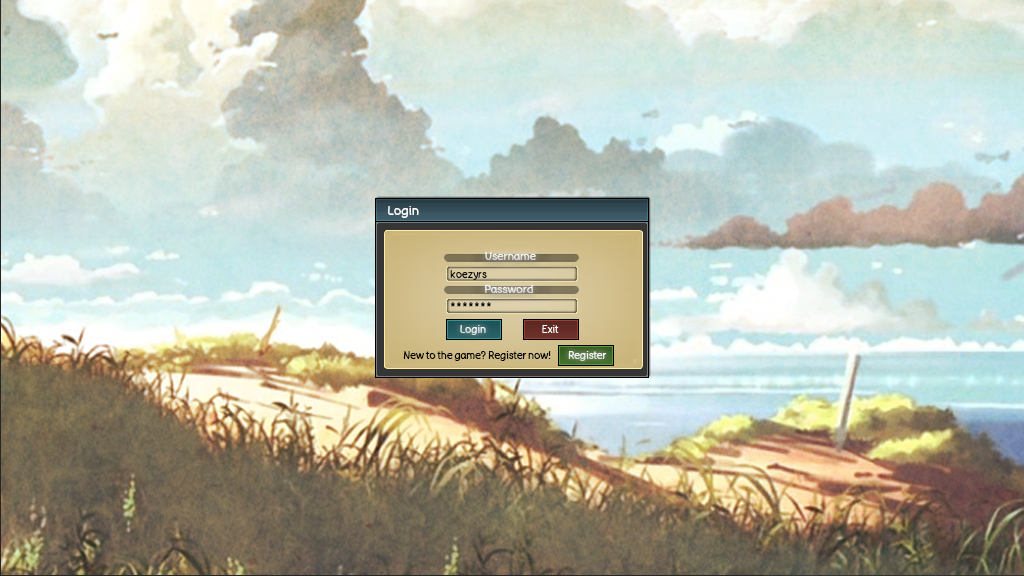 Login
Username
koezyrs
Password
*******
Login Exit
New to the game? Register now! Register